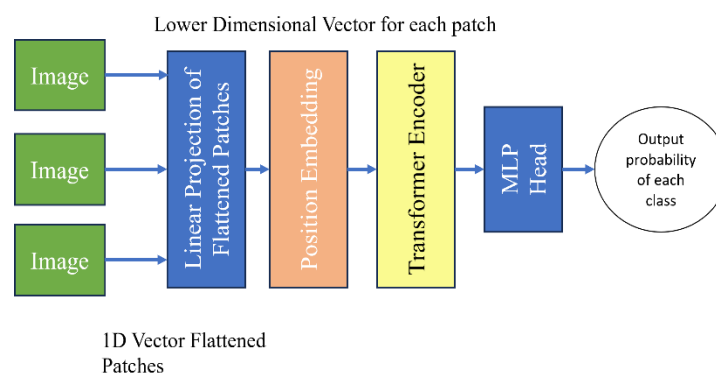 Lower Dimensional Vector for each patch
Image
Image
Image
Linear Projection of
Flattened Patches
Position Embedding
Transformer Encoder
MLP
Head
Output
probability
of each
class
1D Vector Flattened
Patches